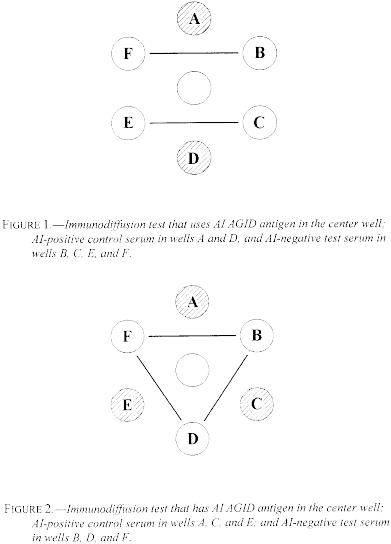 A
F B
E C
D
FIGURE 1.—Immunodiffusion test that uses AI AGID antigen in the center well;
AI-positive control serum in wells A and D; and AI-negative test serum in
wells B, C, E, and F.
A
F B
E C
D
FIGURE 2.—Immunodiffusion test that has AI AGID antigen in the center well;
AI-positive control serum in wells A, C, and E; and AI-negative test serum
in wells B, D, and F.